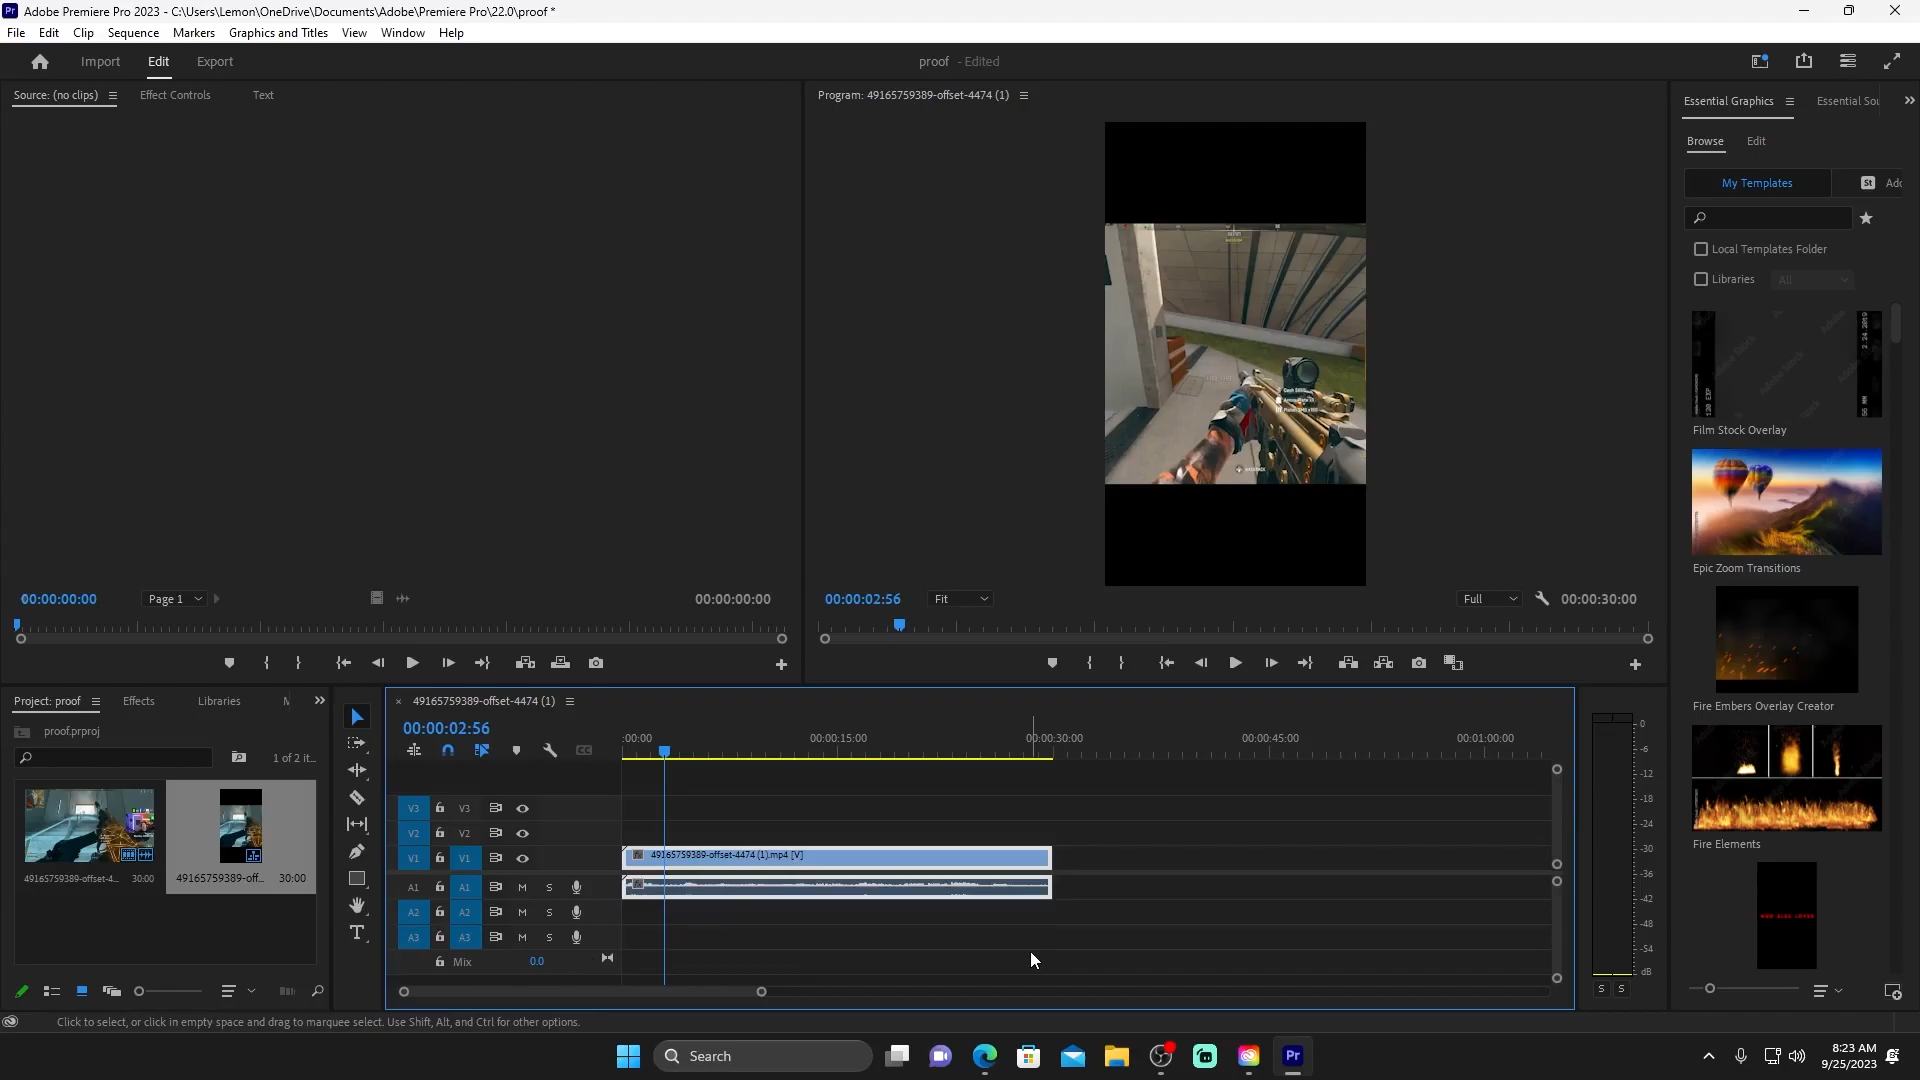 Pr Adobe Premiere Pro 2023 - C:\Users\Lemon\OneDrive\Documents\Adobe\Premiere Pro\22.0\proof *
File Edit Clip Sequence Markers Graphics and Titles View Window Help
Import Edit Export
proof - Edited
Source: (no clips) Effect Controls Text
Program: 49165759389-offset-4474 (1)
Essential Graphics Essential Sou
Browse Edit
My Templates St Ado
Local Templates Folder
Libraries All
Film Stock Overlay
Epic Zoom Transitions
Fire Embers Overlay Creator
Fire Elements
00:00:00:00 Page 1 00:00:00:00
00:00:02:56 Fit Full 00:00:30:00
Project: proof Effects Libraries M
proof.prproj
1 of 2 it...
49165759389-offset-4... 30:00
49165759389-off... 30:00
49165759389-offset-4474 (1)
00:00:02:56
:00:00 00:00:15:00 00:00:30:00 00:00:45:00 00:01:00:00
V3 V3
V2 V2
V1 V1 49165759389-offset-4474 (1).mp4 [V]
A1 A1 M S
A2 A2 M S
A3 A3 M S
Mix 0.0
0
-6
-12
-18
-24
-30
-36
-42
-48
-54
dB
S S
Click to select, or click in empty space and drag to marquee select. Use Shift, Alt, and Ctrl for other options.
Search
Pr
8:23 AM
9/25/2023